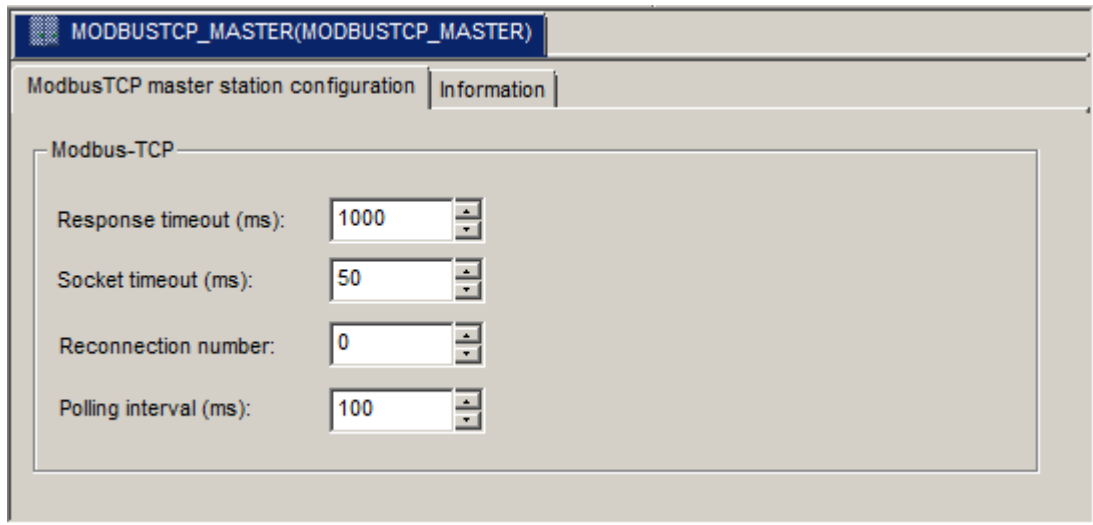 MODBUSTCP_MASTER(MODBUSTCP_MASTER)
ModbusTCP master station configuration Information
Modbus-TCP
Response timeout (ms): 1000
Socket timeout (ms): 50
Reconnection number: 0
Polling interval (ms): 100